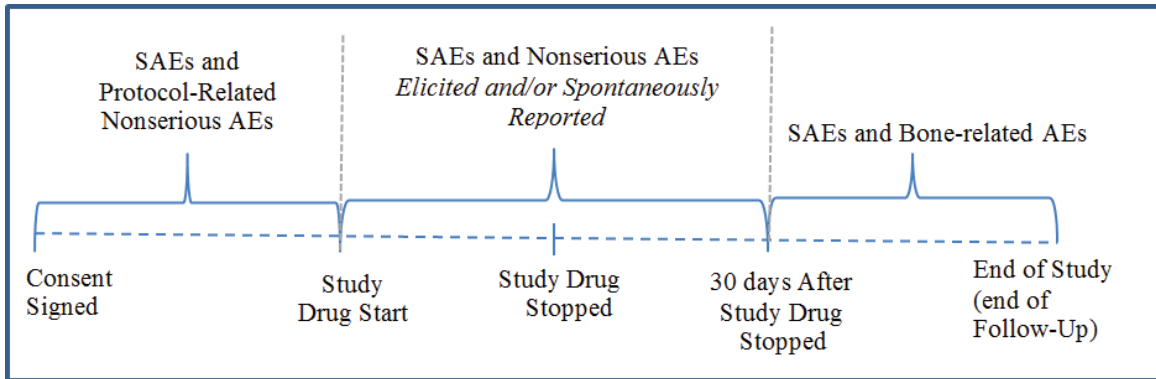 SAEs and
Protocol-Related
Nonserious AEs
SAEs and Nonserious AEs
Elicited and/or Spontaneously
Reported
SAEs and Bone-related AEs
Consent
Signed
Study
Drug Start
Study Drug
Stopped
30 days After
Study Drug
Stopped
End of Study
(end of
Follow-Up)